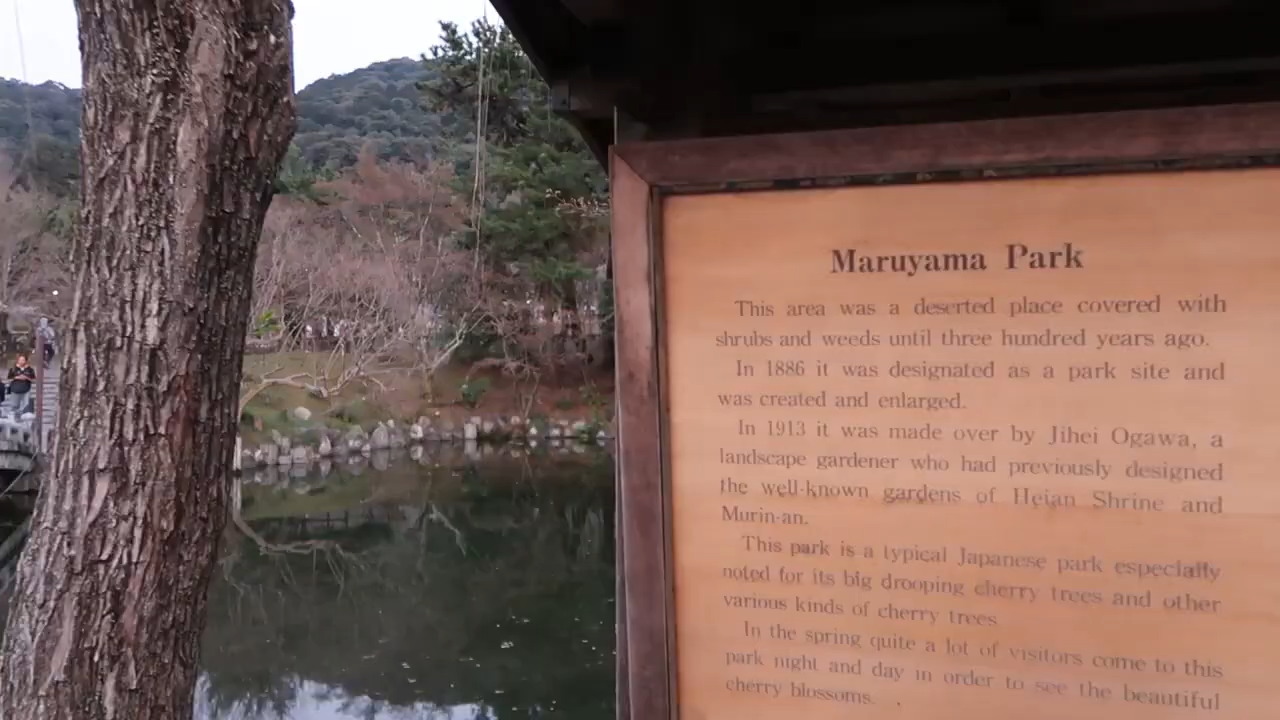 Maruyama Park
This area was a deserted place covered with
shrubs and weeds until three hundred years ago.
In 1886 it was designated as a park site and
was created and enlarged.
In 1913 it was made over by Jihei Ogawa, a
landscape gardener who had previously designed
the well-known gardens of Heian Shrine and
Murin-an.
This park is a typical Japanese park especially
noted for its big drooping cherry trees and other
various kinds of cherry trees.
In the spring quite a lot of visitors come to this
park night and day in order to see the beautiful
cherry blossoms.